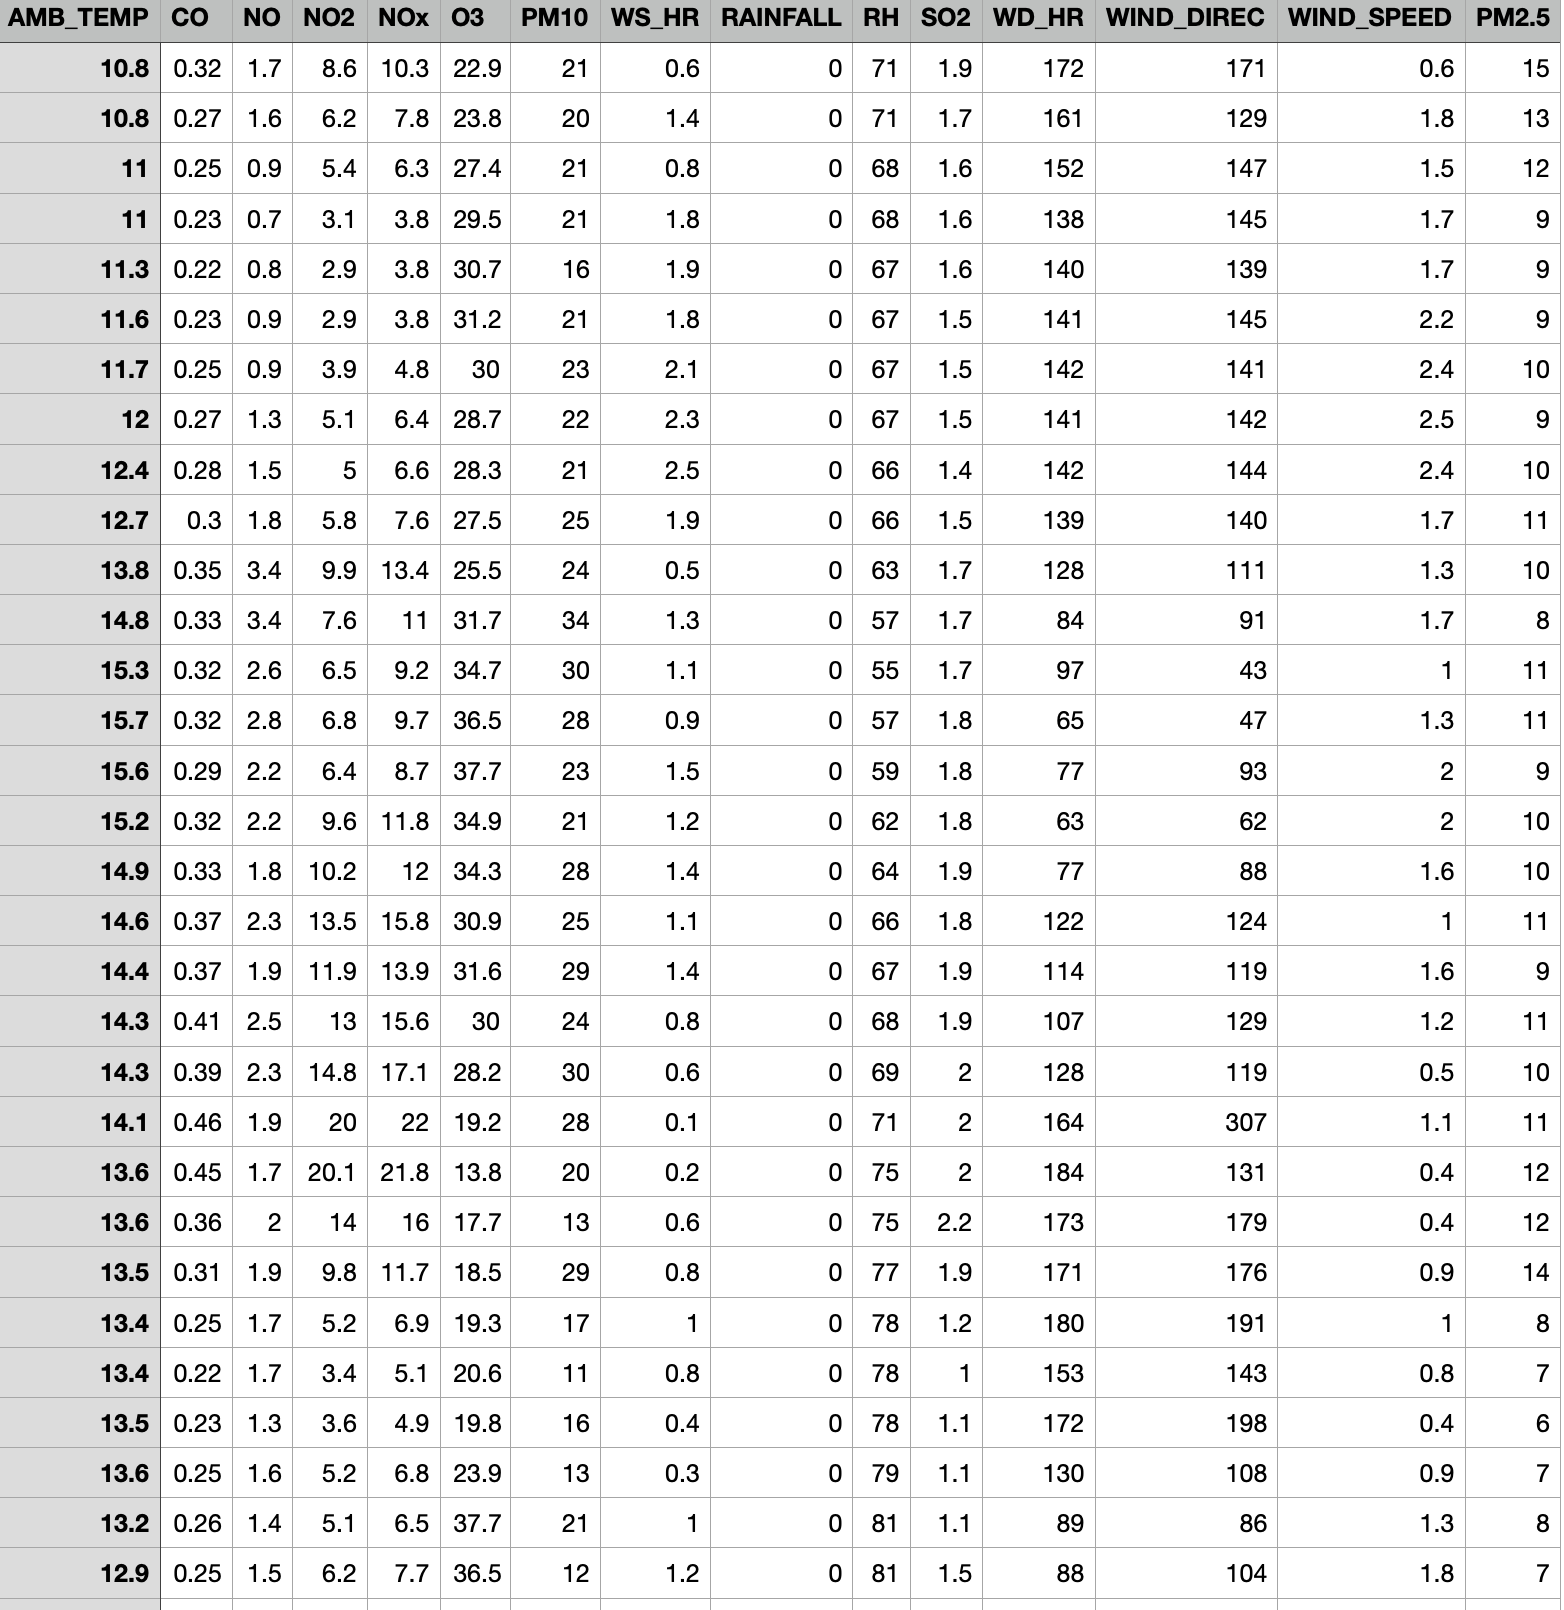 AMB_TEMP CO NO NO2 NOx O3 PM10 WS_HR RAINFALL RH SO2 WD_HR WIND_DIREC WIND_SPEED PM2.5
10.8 0.32 1.7 8.6 10.3 22.9 21 0.6 0 71 1.9 172 171 0.6 15
10.8 0.27 1.6 6.2 7.8 23.8 20 1.4 0 71 1.7 161 129 1.8 13
11 0.25 0.9 5.4 6.3 27.4 21 0.8 0 68 1.6 152 147 1.5 12
11 0.23 0.7 3.1 3.8 29.5 21 1.8 0 68 1.6 138 145 1.7 9
11.3 0.22 0.8 2.9 3.8 30.7 16 1.9 0 67 1.6 140 139 1.7 9
11.6 0.23 0.9 2.9 3.8 31.2 21 1.8 0 67 1.5 141 145 2.2 9
11.7 0.25 0.9 3.9 4.8 30 23 2.1 0 67 1.5 142 141 2.4 10
12 0.27 1.3 5.1 6.4 28.7 22 2.3 0 67 1.5 141 142 2.5 9
12.4 0.28 1.5 5 6.6 28.3 21 2.5 0 66 1.4 142 144 2.4 10
12.7 0.3 1.8 5.8 7.6 27.5 25 1.9 0 66 1.5 139 140 1.7 11
13.8 0.35 3.4 9.9 13.4 25.5 24 0.5 0 63 1.7 128 111 1.3 10
14.8 0.33 3.4 7.6 11 31.7 34 1.3 0 57 1.7 84 91 1.7 8
15.3 0.32 2.6 6.5 9.2 34.7 30 1.1 0 55 1.7 97 43 1 11
15.7 0.32 2.8 6.8 9.7 36.5 28 0.9 0 57 1.8 65 47 1.3 11
15.6 0.29 2.2 6.4 8.7 37.7 23 1.5 0 59 1.8 77 93 2 9
15.2 0.32 2.2 9.6 11.8 34.9 21 1.2 0 62 1.8 63 62 2 10
14.9 0.33 1.8 10.2 12 34.3 28 1.4 0 64 1.9 77 88 1.6 10
14.6 0.37 2.3 13.5 15.8 30.9 25 1.1 0 66 1.8 122 124 1 11
14.4 0.37 1.9 11.9 13.9 31.6 29 1.4 0 67 1.9 114 119 1.6 9
14.3 0.41 2.5 13 15.6 30 24 0.8 0 68 1.9 107 129 1.2 11
14.3 0.39 2.3 14.8 17.1 28.2 30 0.6 0 69 2 128 119 0.5 10
14.1 0.46 1.9 20 22 19.2 28 0.1 0 71 2 164 307 1.1 11
13.6 0.45 1.7 20.1 21.8 13.8 20 0.2 0 75 2 184 131 0.4 12
13.6 0.36 2 14 16 17.7 13 0.6 0 75 2.2 173 179 0.4 12
13.5 0.31 1.9 9.8 11.7 18.5 29 0.8 0 77 1.9 171 176 0.9 14
13.4 0.25 1.7 5.2 6.9 19.3 17 1 0 78 1.2 180 191 1 8
13.4 0.22 1.7 3.4 5.1 20.6 11 0.8 0 78 1 153 143 0.8 7
13.5 0.23 1.3 3.6 4.9 19.8 16 0.4 0 78 1.1 172 198 0.4 6
13.6 0.25 1.6 5.2 6.8 23.9 13 0.3 0 79 1.1 130 108 0.9 7
13.2 0.26 1.4 5.1 6.5 37.7 21 1 0 81 1.1 89 86 1.3 8
12.9 0.25 1.5 6.2 7.7 36.5 12 1.2 0 81 1.5 88 104 1.8 7